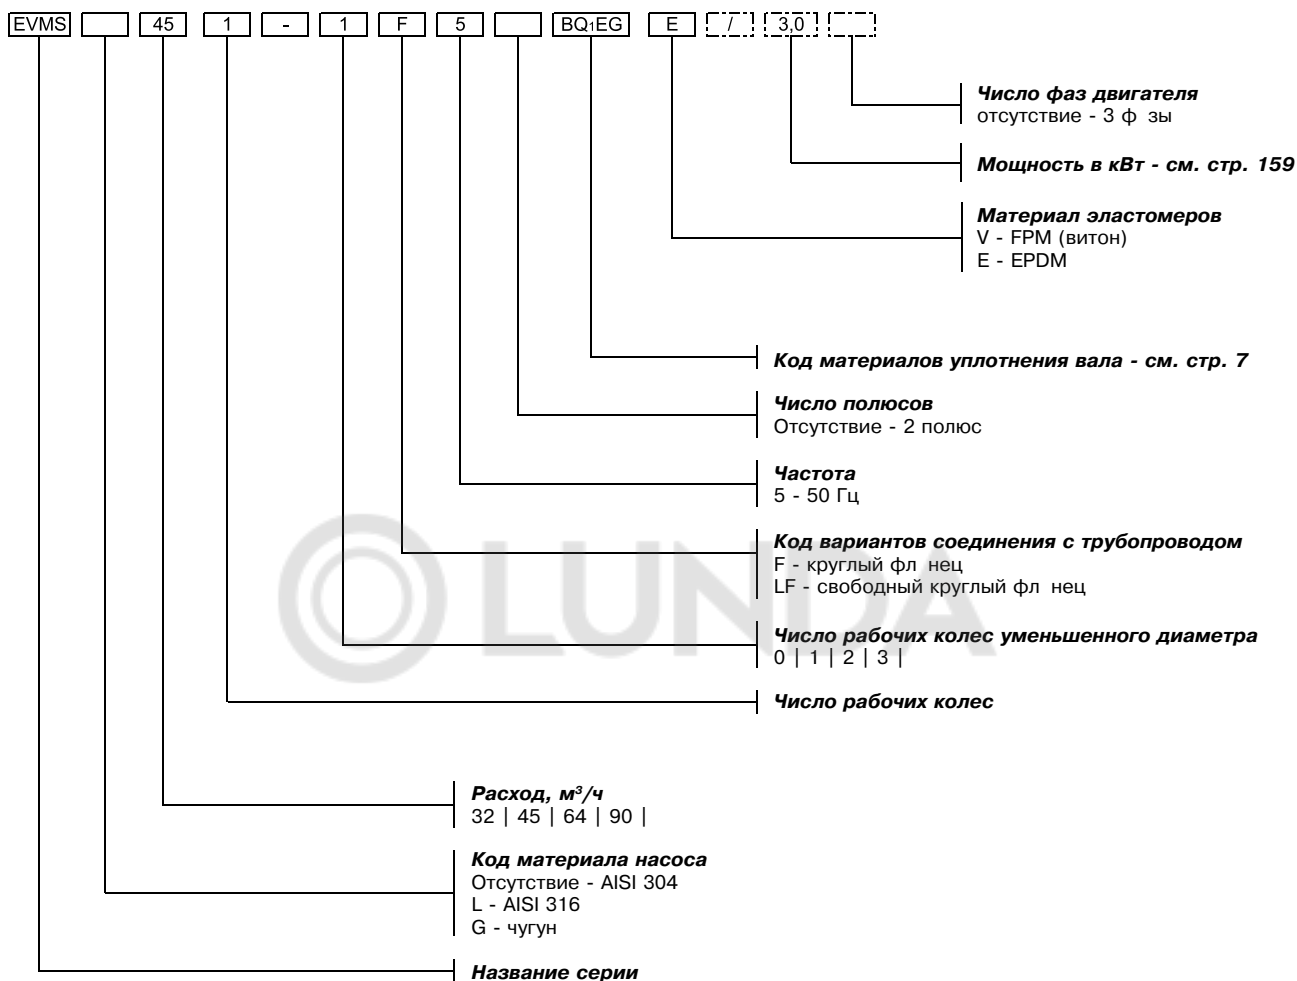 EVMS 45 1 - 1 F 5 BQ1EG E / 3,0
Число фаз двигателя
отсутствие - 3 ф зы
Мощность в кВт - см. стр. 159
Материал эластомеров
V - FPM (витон)
E - EPDM
Код материалов уплотнения вала - см. стр. 7
Число полюсов
Отсутствие - 2 полюс
Частота
5 - 50 Гц
Код вариантов соединения с трубопроводом
F - круглый фл нец
LF - свободный круглый фл нец
LUNDA
Число рабочих колес уменьшенного диаметра
0 | 1 | 2 | 3 |
Число рабочих колес
Расход, м³/ч
32 | 45 | 64 | 90 |
Код материала насоса
Отсутствие - AISI 304
L - AISI 316
G - чугун
Название серии